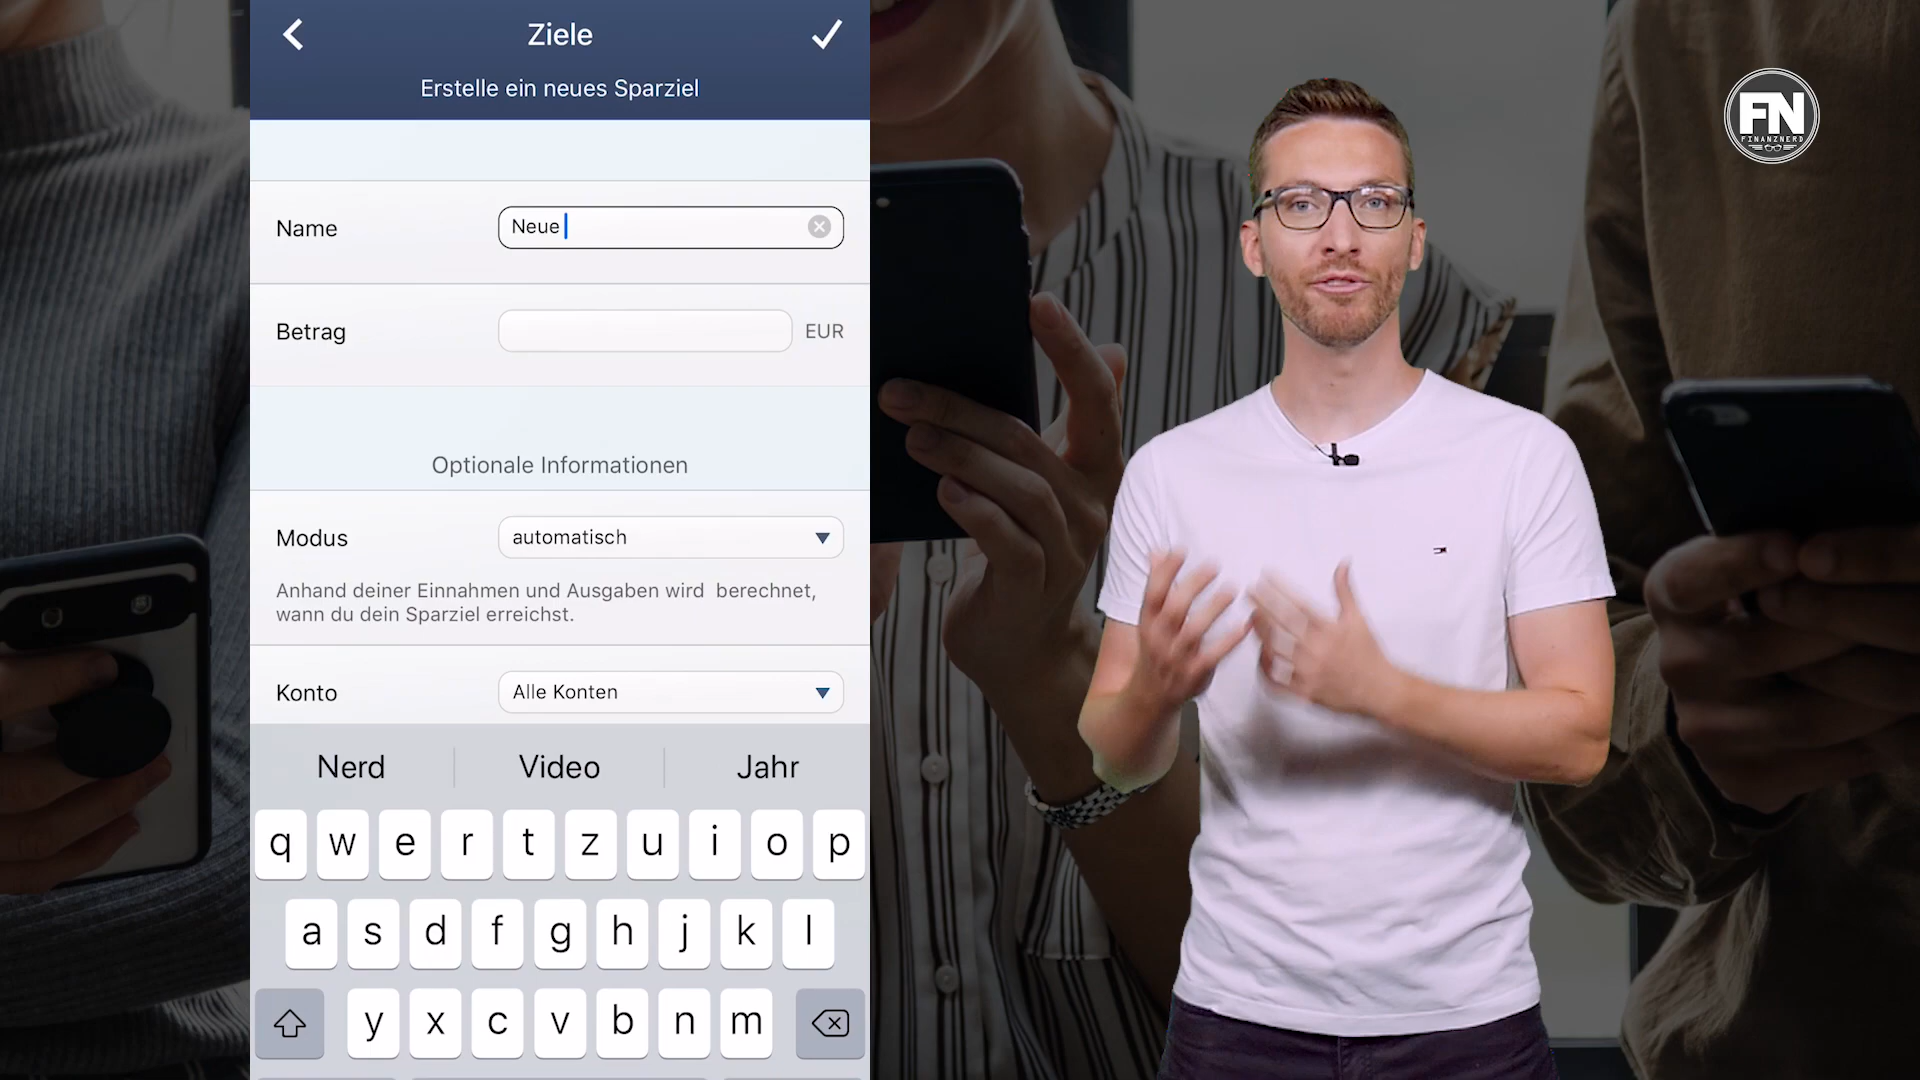 Ziele
Erstelle ein neues Sparziel
Name
Neue
Betrag
EUR
Optionale Informationen
Modus
automatisch
Anhand deiner Einnahmen und Ausgaben wird berechnet,
wann du dein Sparziel erreichst.
Konto
Alle Konten
Nerd
Video
Jahr
q w e r t z u i o p
a s d f g h j k l
y x c v b n m
FN
FINANZNERD